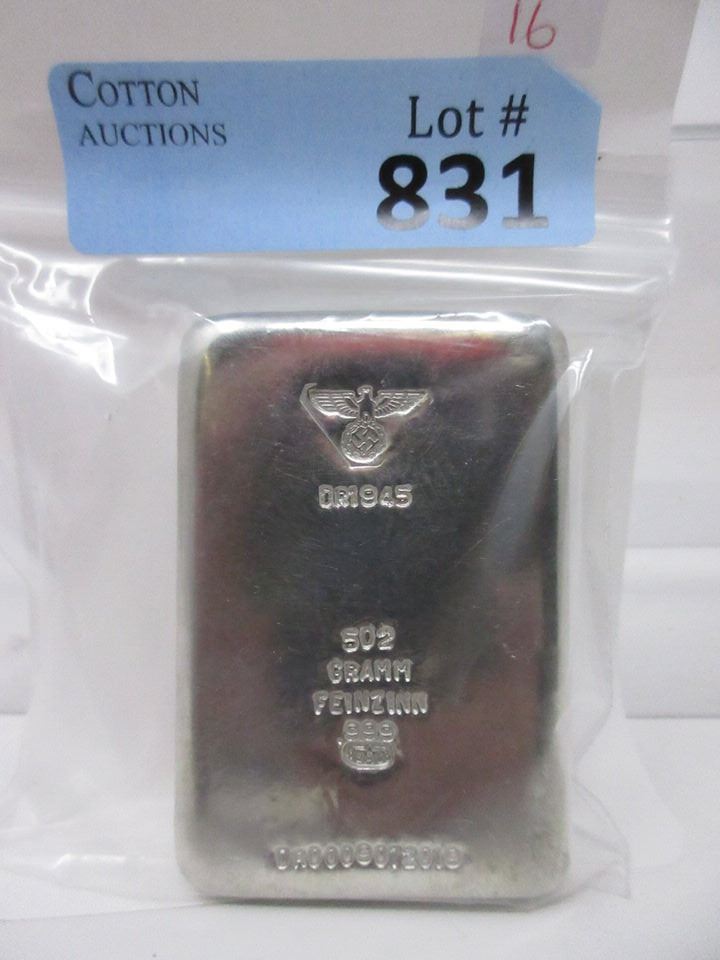 16
COTTON
AUCTIONS
Lot #
831
DR1945
502
GRAMM
FEINZINN
999